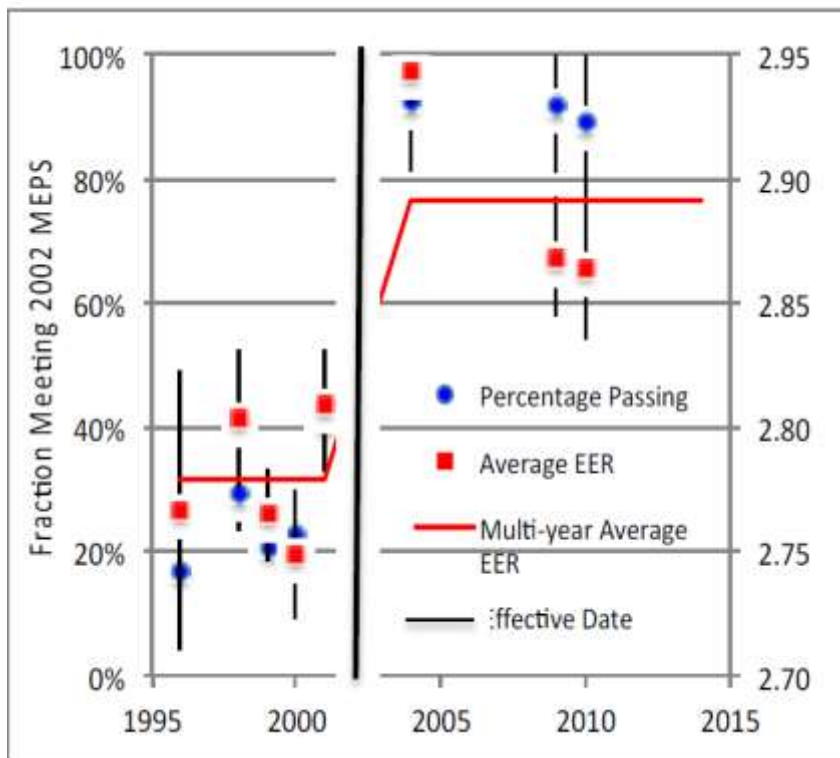 100%
80%
60%
40%
20%
0%
Fraction Meeting 2002 MEPS
2.95
2.90
2.85
2.80
2.75
2.70
Percentage Passing
Average EER
Multi-year Average
EER
ffective Date
1995
2000
2005
2010
2015